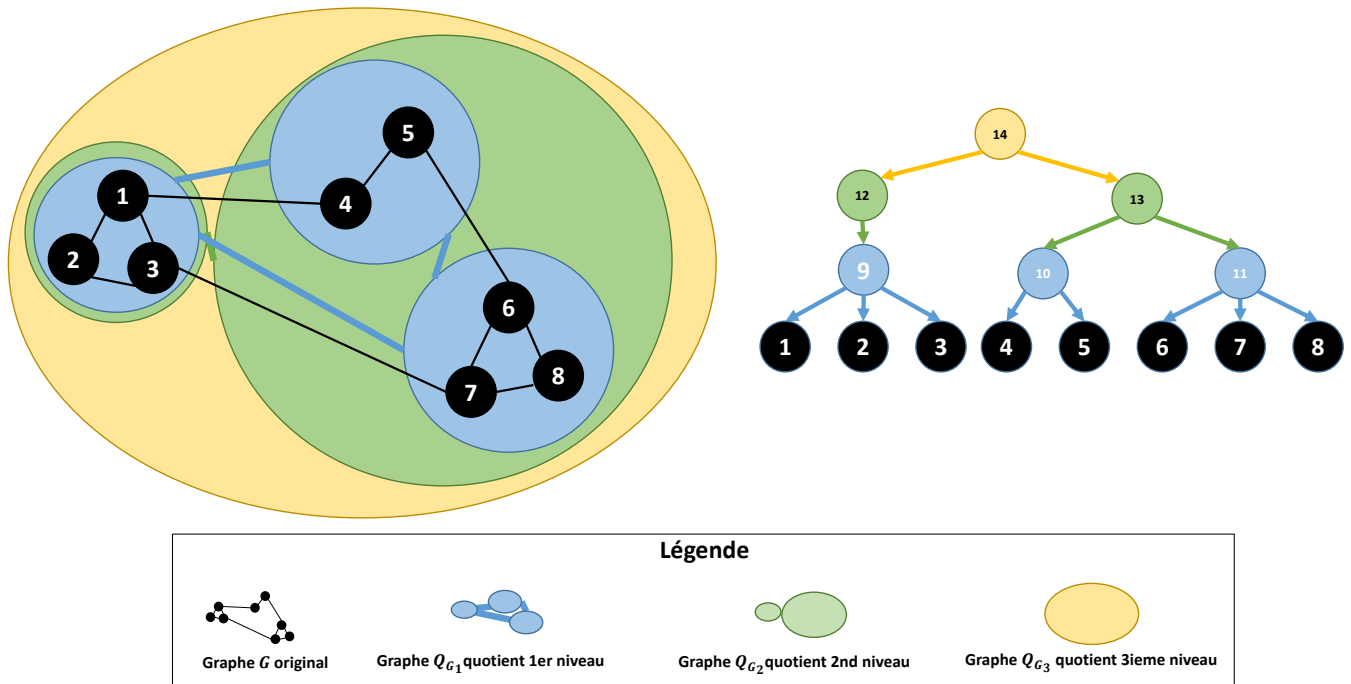 5
1
4
2
3
6
8
7
14
12
13
9
10
11
1 2 3 4 5 6 7 8
Légende
Graphe G original
Graphe Q_{G_1} quotient 1er niveau
Graphe Q_{G_2} quotient 2nd niveau
Graphe Q_{G_3} quotient 3ieme niveau